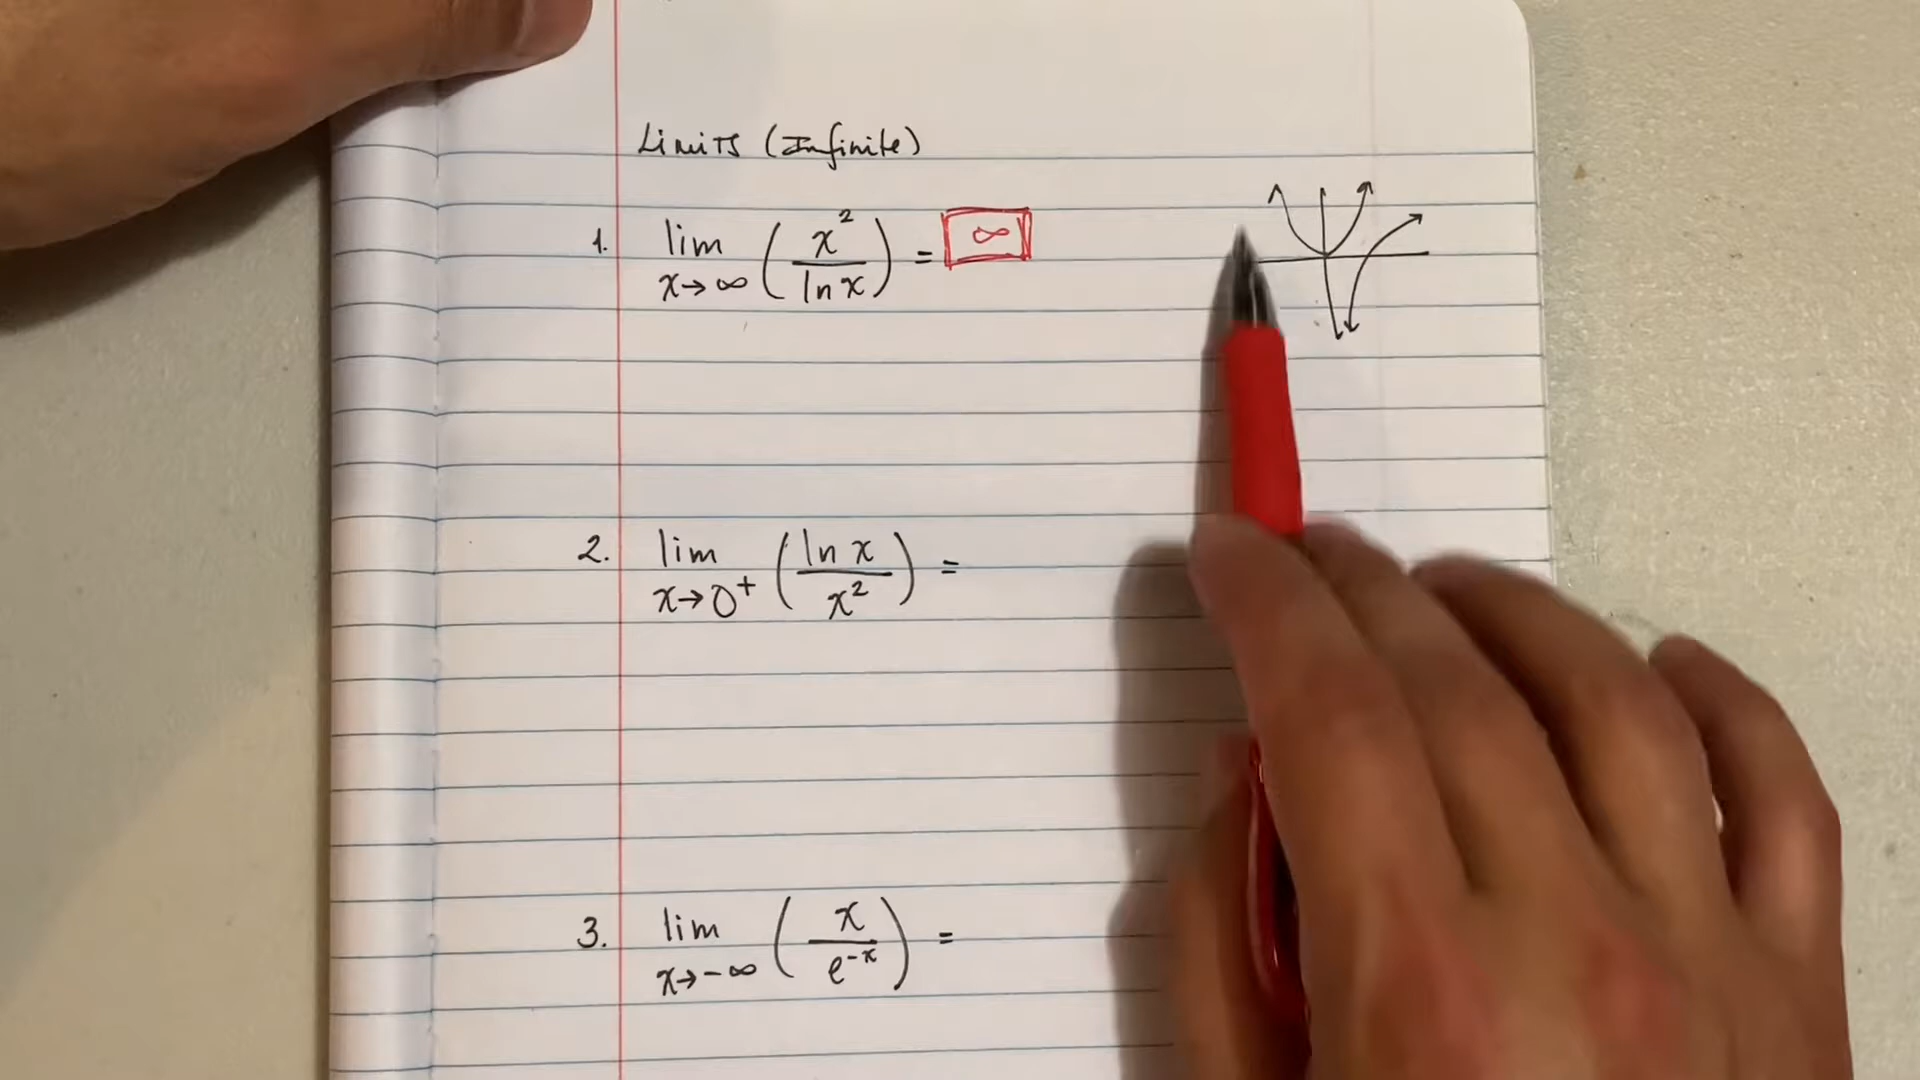 Limits (Infinite)
1. lim x→∞ (x²/ln x) = ∞
2. lim x→0⁺ (ln x/x²) =
3. lim x→-∞ (x/e⁻ˣ) =